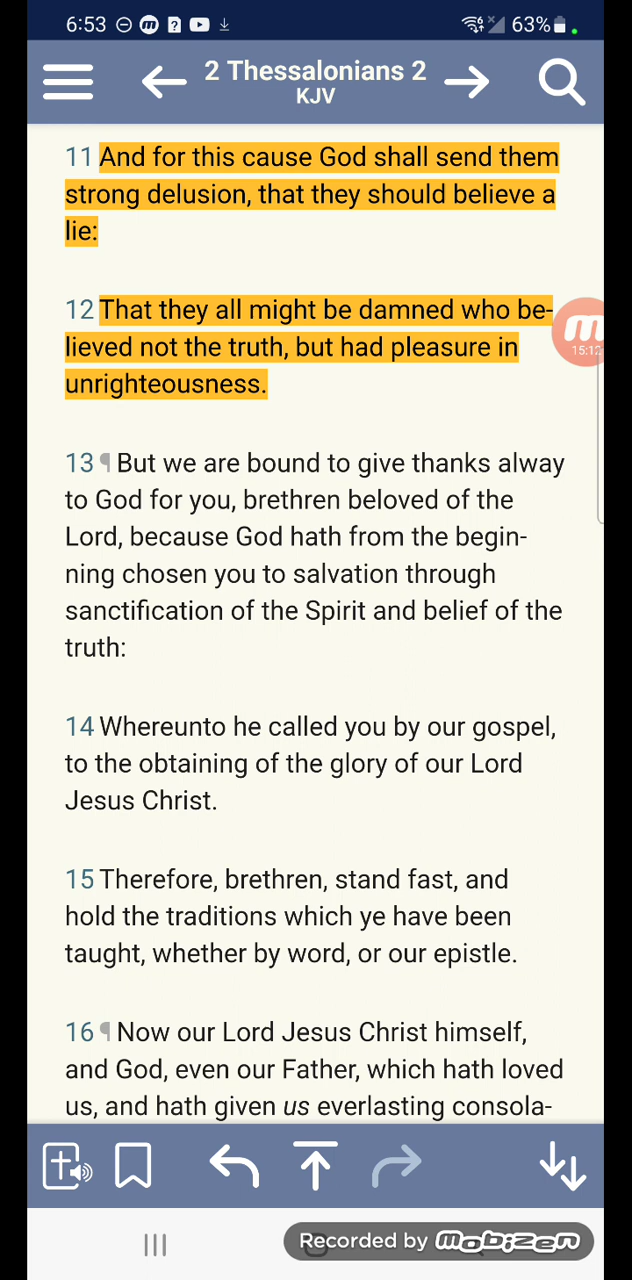 6:53 63%
2 Thessalonians 2
KJV
11 And for this cause God shall send them
strong delusion, that they should believe a
lie:
12 That they all might be damned who be-
lieved not the truth, but had pleasure in
unrighteousness.
m
15:12
13 ¶ But we are bound to give thanks alway
to God for you, brethren beloved of the
Lord, because God hath from the begin-
ning chosen you to salvation through
sanctification of the Spirit and belief of the
truth:
14 Whereunto he called you by our gospel,
to the obtaining of the glory of our Lord
Jesus Christ.
15 Therefore, brethren, stand fast, and
hold the traditions which ye have been
taught, whether by word, or our epistle.
16 ¶ Now our Lord Jesus Christ himself,
and God, even our Father, which hath loved
us, and hath given us everlasting consola-
Recorded by mobizen